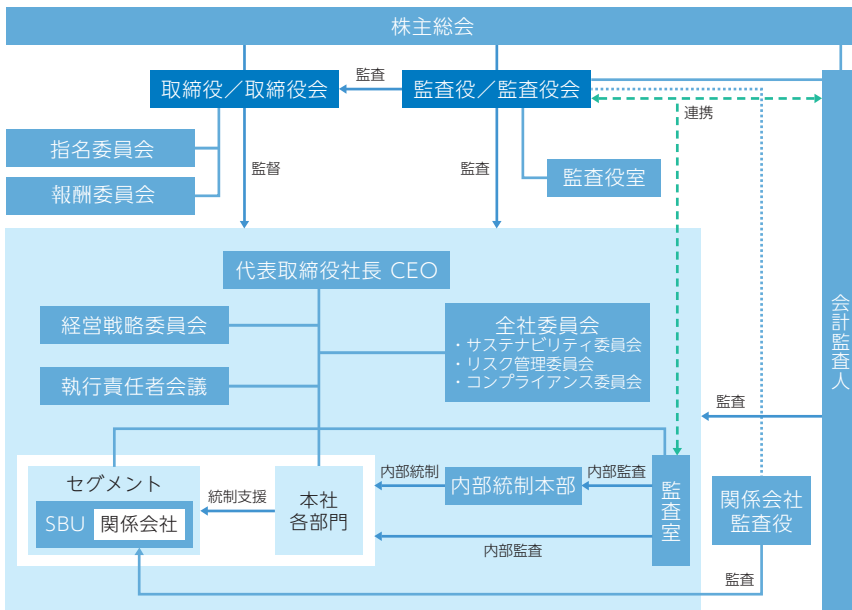 株主総会
取締役／取締役会
監査
監査役／監査役会
連携
指名委員会
報酬委員会
監督
監査
監査役室
代表取締役社長 CEO
経営戦略委員会
執行責任者会議
全社委員会
・サステナビリティ委員会
・リスク管理委員会
・コンプライアンス委員会
会計監査人
監査
セグメント
SBU 関係会社
統制支援
本社
各部門
内部統制
内部統制本部
内部監査
監査室
内部監査
関係会社
監査役
監査